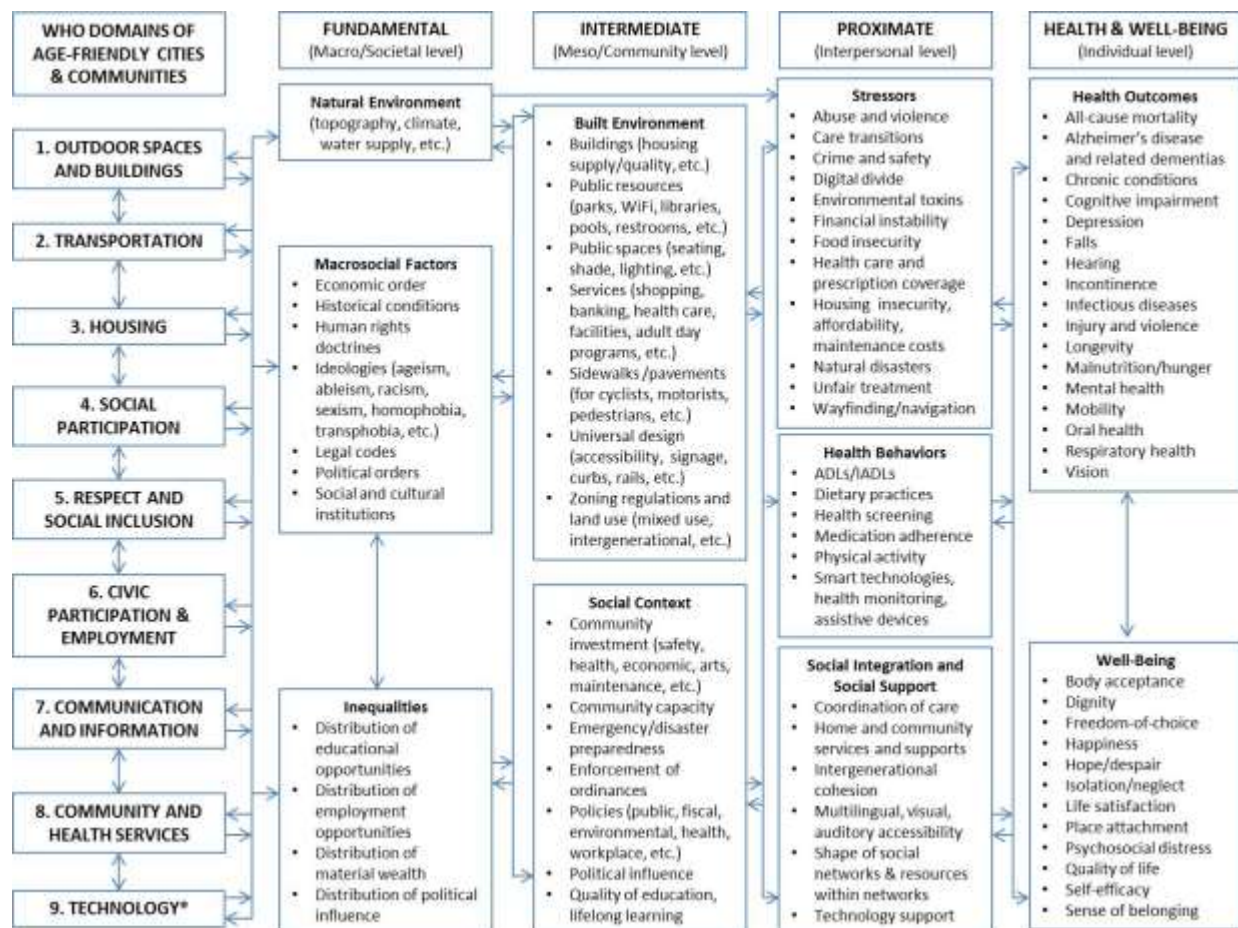 WHO DOMAINS OF
AGE-FRIENDLY CITIES
& COMMUNITIES
1. OUTDOOR SPACES
AND BUILDINGS
2. TRANSPORTATION
3. HOUSING
4. SOCIAL
PARTICIPATION
5. RESPECT AND
SOCIAL INCLUSION
6. CIVIC
PARTICIPATION &
EMPLOYMENT
7. COMMUNICATION
AND INFORMATION
8. COMMUNITY AND
HEALTH SERVICES
9. TECHNOLOGY*
FUNDAMENTAL
(Macro/Societal level)
Natural Environment
(topography, climate,
water supply, etc.)
Macrosocial Factors
• Economic order
• Historical conditions
• Human rights
doctrines
• Ideologies (ageism,
ableism, racism,
sexism, homophobia,
transphobia, etc.)
• Legal codes
• Political orders
• Social and cultural
institutions
Inequalities
• Distribution of
educational
opportunities
• Distribution of
employment
opportunities
• Distribution of
material wealth
• Distribution of political
influence
INTERMEDIATE
(Meso/Community level)
Built Environment
• Buildings (housing
supply/quality, etc.)
• Public resources
(parks, WiFi, libraries,
pools, restrooms, etc.)
• Public spaces (seating,
shade, lighting, etc.)
• Services (shopping,
banking, health care,
facilities, adult day
programs, etc.)
• Sidewalks/pavements
(for cyclists, motorists,
pedestrians, etc.)
• Universal design
(accessibility, signage,
curbs, rails, etc.)
• Zoning regulations and
land use (mixed use,
intergenerational, etc.)
Social Context
• Community
investment (safety,
health, economic, arts,
maintenance, etc.)
• Community capacity
• Emergency/disaster
preparedness
• Enforcement of
ordinances
• Policies (public, fiscal,
environmental, health,
workplace, etc.)
• Political influence
• Quality of education,
lifelong learning
PROXIMATE
(Interpersonal level)
Stressors
• Abuse and violence
• Care transitions
• Crime and safety
• Digital divide
• Environmental toxins
• Financial instability
• Food insecurity
• Health care and
prescription coverage
• Housing insecurity,
affordability,
maintenance costs
• Natural disasters
• Unfair treatment
• Wayfinding/navigation
Health Behaviors
• ADLs/IADLs
• Dietary practices
• Health screening
• Medication adherence
• Physical activity
• Smart technologies,
health monitoring,
assistive devices
Social Integration and
Social Support
• Coordination of care
• Home and community
services and supports
• Intergenerational
cohesion
• Multilingual, visual,
auditory accessibility
• Shape of social
networks & resources
within networks
• Technology support
HEALTH & WELL-BEING
(Individual level)
Health Outcomes
• All-cause mortality
• Alzheimer's disease
and related dementias
• Chronic conditions
• Cognitive impairment
• Depression
• Falls
• Hearing
• Incontinence
• Infectious diseases
• Injury and violence
• Longevity
• Malnutrition/hunger
• Mental health
• Mobility
• Oral health
• Respiratory health
• Vision
Well-Being
• Body acceptance
• Dignity
• Freedom-of-choice
• Happiness
• Hope/despair
• Isolation/neglect
• Life satisfaction
• Place attachment
• Psychosocial distress
• Quality of life
• Self-efficacy
• Sense of belonging